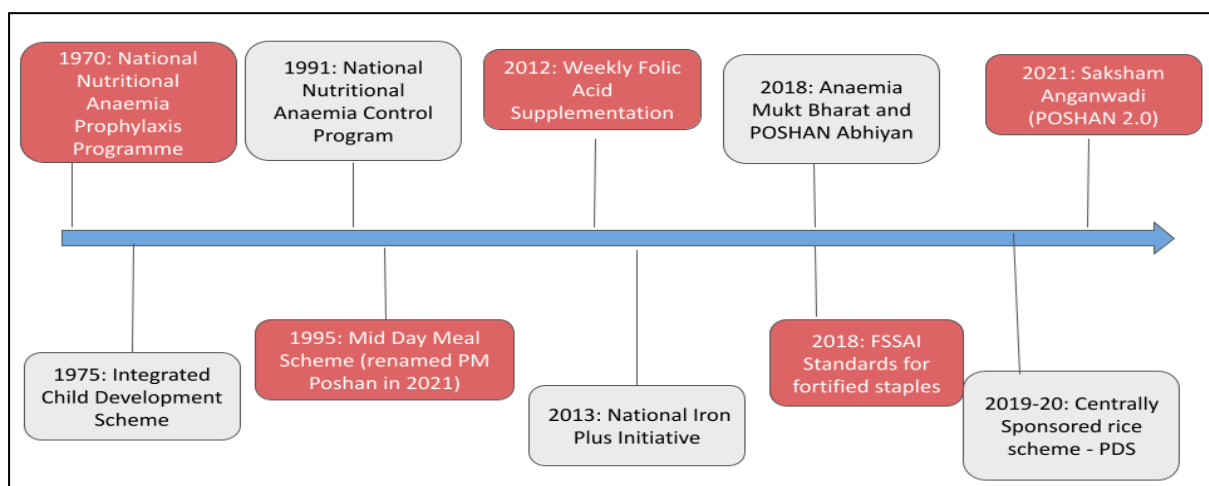 1970: National
Nutritional
Anaemia
Prophylaxis
Programme
1991: National
Nutritional
Anaemia Control
Program
2012: Weekly Folic
Acid
Supplementation
2018: Anaemia
Mukt Bharat and
POSHAN Abhiyan
2021: Saksham
Anganwadi
(POSHAN 2.0)
1975: Integrated
Child Development
Scheme
1995: Mid Day Meal
Scheme (renamed PM
Poshan in 2021)
2013: National Iron
Plus Initiative
2018: FSSAI
Standards for
fortified staples
2019-20: Centrally
Sponsored rice
scheme - PDS